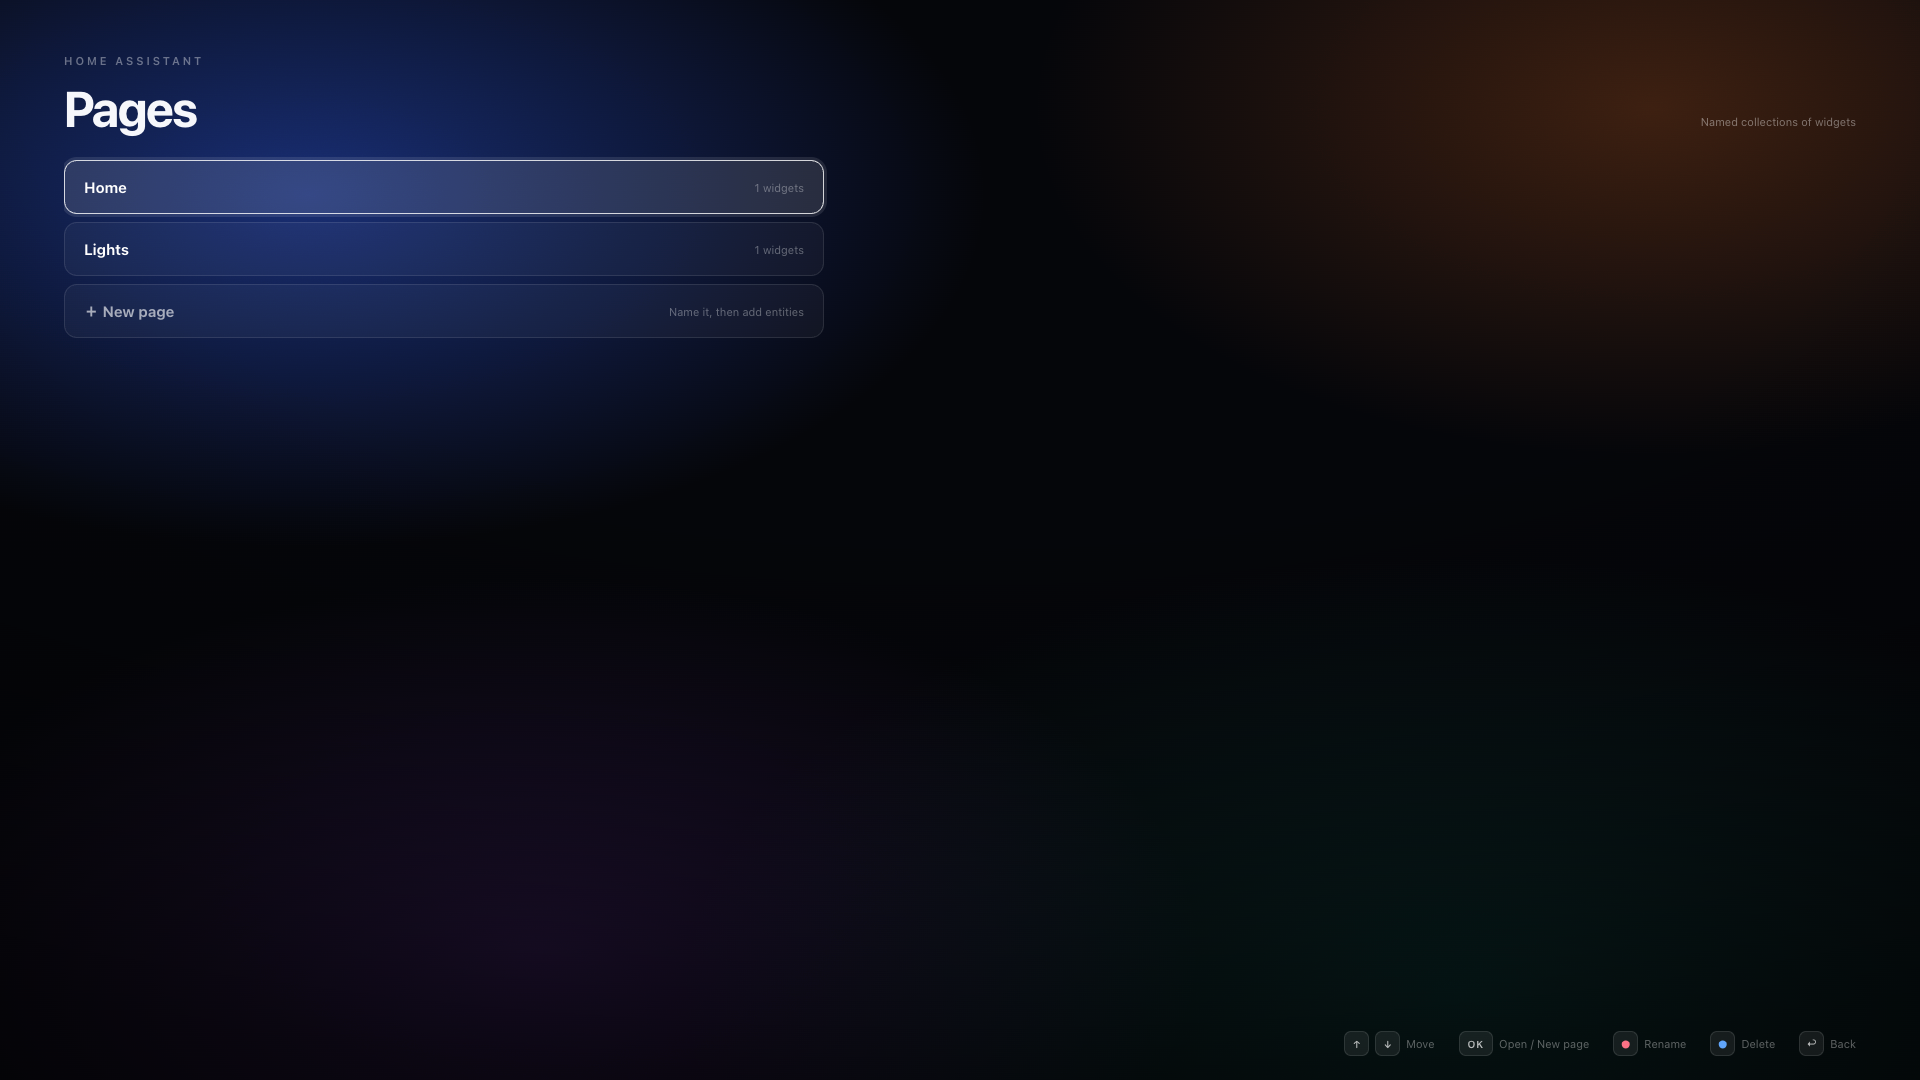 HOME ASSISTANT
Pages
Named collections of widgets
Home 1 widgets
Lights 1 widgets
+ New page Name it, then add entities
↑ ↓ Move OK Open / New page Rename Delete Back